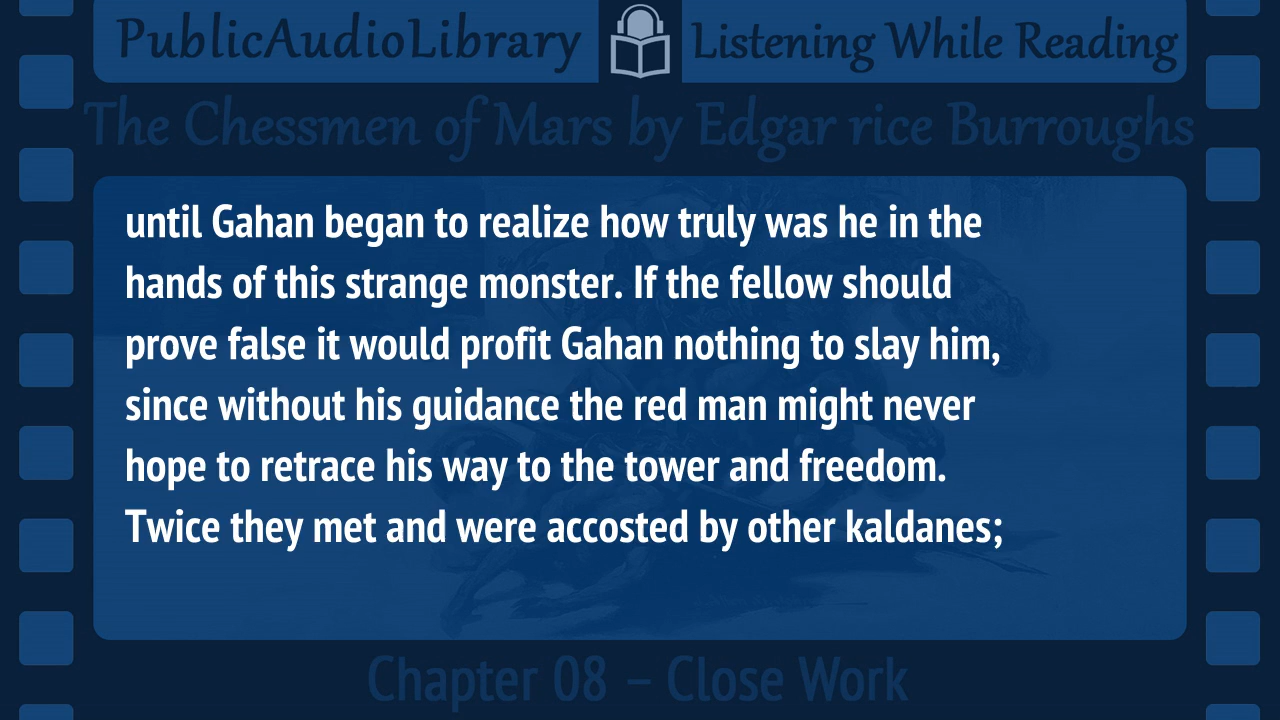 PublicAudioLibrary Listening While Reading
The Chessmen of Mars by Edgar rice Burroughs
until Gahan began to realize how truly was he in the
hands of this strange monster. If the fellow should
prove false it would profit Gahan nothing to slay him,
since without his guidance the red man might never
hope to retrace his way to the tower and freedom.
Twice they met and were accosted by other kaldanes;
Chapter 08 – Close Work